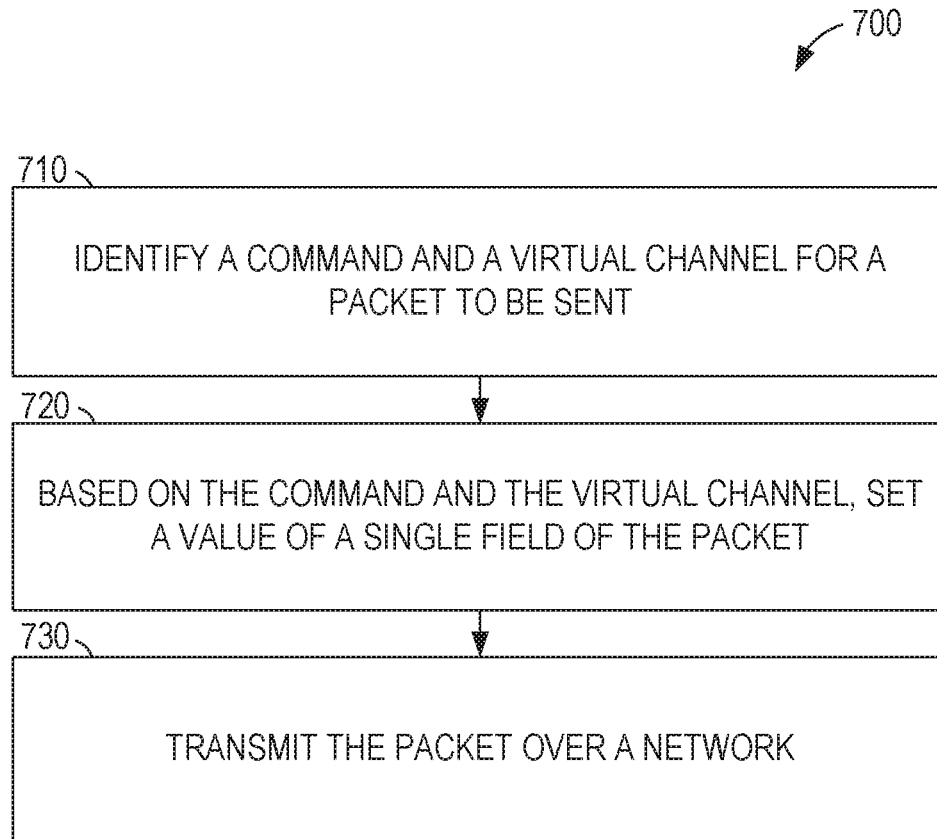 700
710
IDENTIFY A COMMAND AND A VIRTUAL CHANNEL FOR A
PACKET TO BE SENT
720
BASED ON THE COMMAND AND THE VIRTUAL CHANNEL, SET
A VALUE OF A SINGLE FIELD OF THE PACKET
730
TRANSMIT THE PACKET OVER A NETWORK